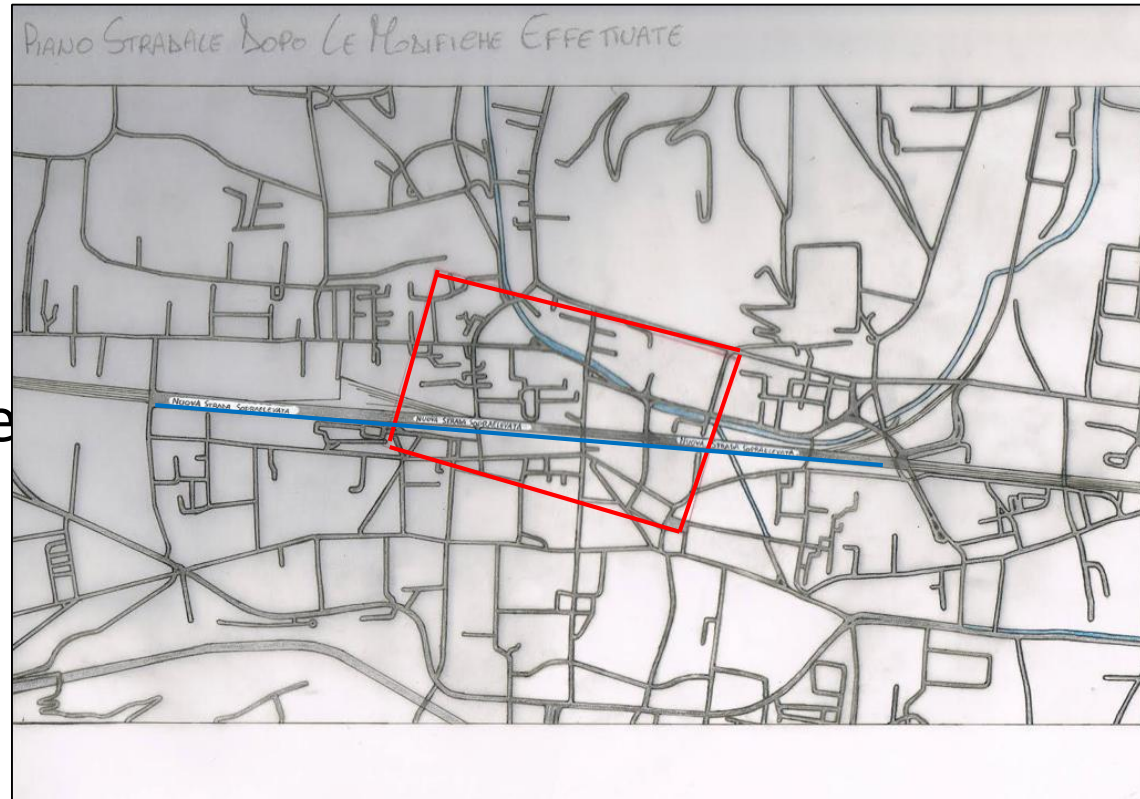 PIANO STRADALE DOPO LE MODIFICHE EFFETTUATE
e
NUOVA STRADA SOPRAELEVATA
NUOVA STRADA SOPRAELEVATA
NUOVA STRADA SOPRAELEVATA